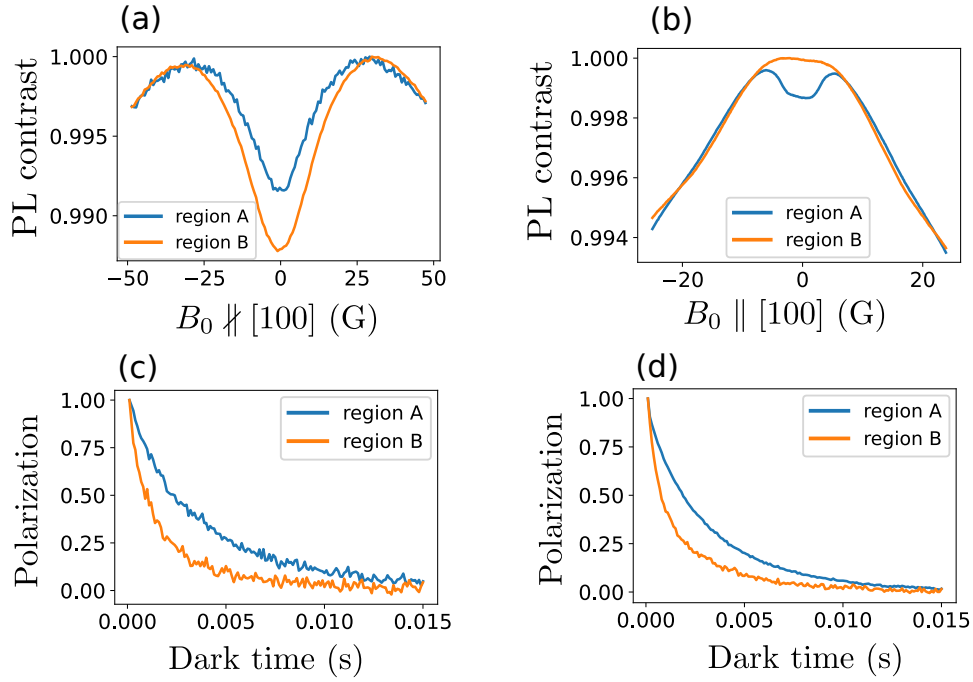 (a)
PL contrast
1.000
0.995
0.990
region A
region B
−50
−25
0
25
50
B₀ ∦ [100] (G)
(b)
PL contrast
1.000
0.998
0.996
0.994
region A
region B
−20
0
20
B₀ ∥ [100] (G)
(c)
Polarization
1.00
0.75
0.50
0.25
0.00
region A
region B
0.000
0.005
0.010
0.015
Dark time (s)
(d)
Polarization
1.00
0.75
0.50
0.25
0.00
region A
region B
0.000
0.005
0.010
0.015
Dark time (s)